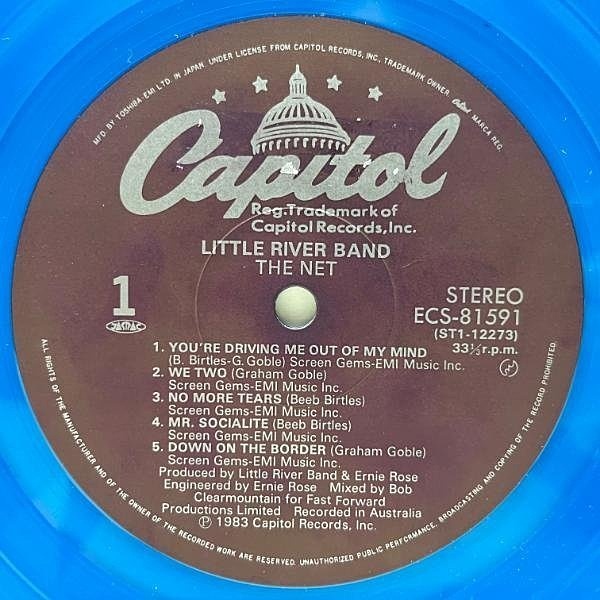 MFD. BY TOSHIBA-EMI LTD. IN JAPAN, UNDER LICENSE FROM CAPITOL RECORDS, INC., TRADEMARK OWNER. Capitol MARCA REG.
Capitol
Reg.Trademark of
Capitol Records,Inc.
LITTLE RIVER BAND
THE NET
1
STEREO
ECS-81591
(ST1-12273)
33⅓ r.p.m.
JASRAC
1. YOU'RE DRIVING ME OUT OF MY MIND
(B. Birtles-G. Goble) Screen Gems-EMI Music Inc.
2. WE TWO (Graham Goble)
Screen Gems-EMI Music Inc.
3. NO MORE TEARS (Beeb Birtles)
Screen Gems-EMI Music Inc.
4. MR. SOCIALITE (Beeb Birtles)
Screen Gems-EMI Music Inc.
5. DOWN ON THE BORDER (Graham Goble)
Screen Gems-EMI Music Inc.
Produced by Little River Band & Ernie Rose
Engineered by Ernie Rose Mixed by Bob
Clearmountain for Fast Forward
Productions Limited Recorded in Australia
Ⓟ 1983 Capitol Records, Inc.
ALL RIGHTS OF THE MANUFACTURER AND OF THE OWNER OF THE RECORDED WORK ARE RESERVED. UNAUTHORIZED PUBLIC PERFORMANCE, BROADCASTING AND COPYING OF THE RECORD PROHIBITED.